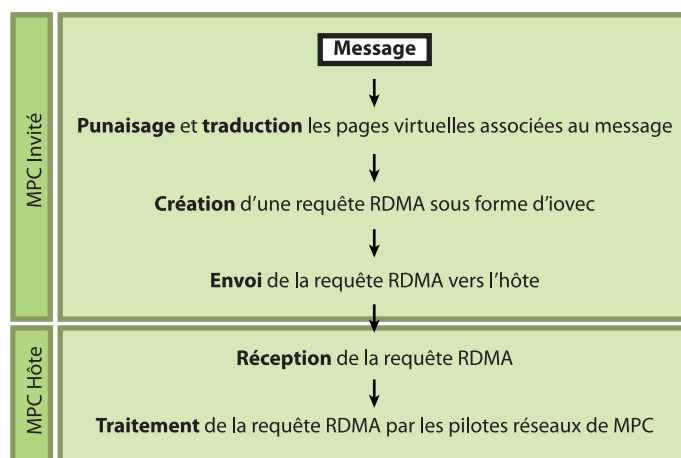 MPC Invité
Message
Punaisage et traduction les pages virtuelles associées au message
Création d'une requête RDMA sous forme d'iovec
Envoi de la requête RDMA vers l'hôte
MPC Hôte
Réception de la requête RDMA
Traitement de la requête RDMA par les pilotes réseaux de MPC